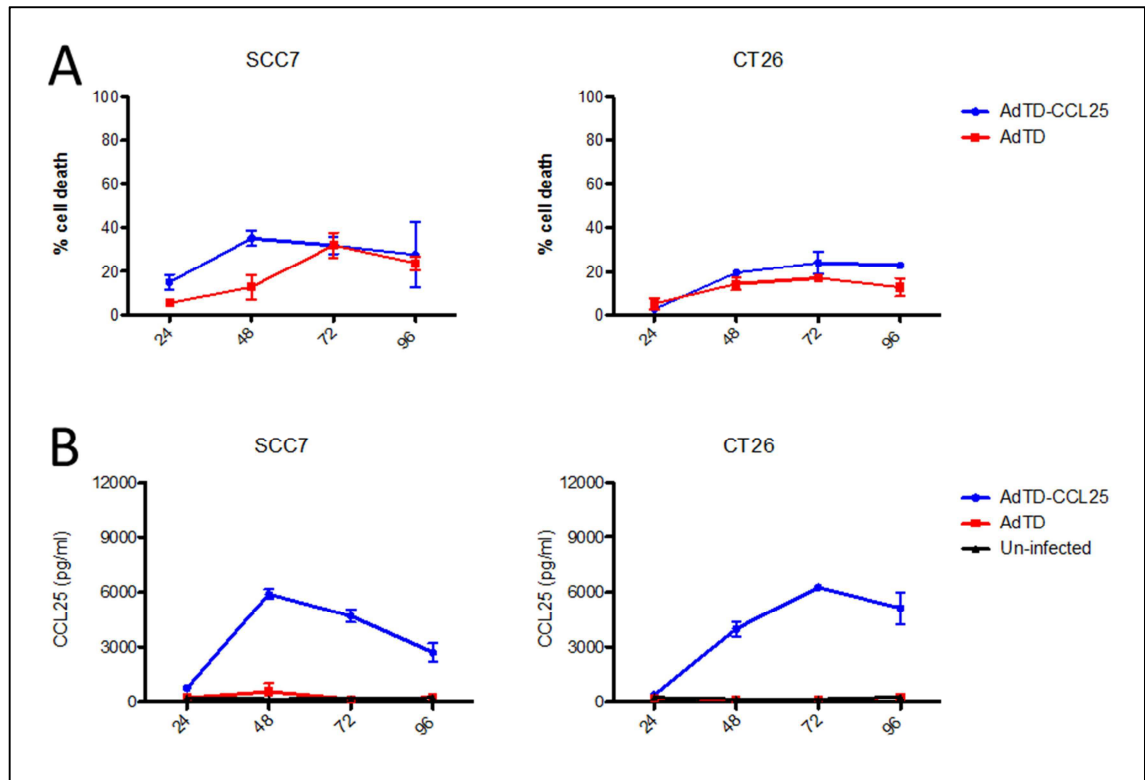 A
SCC7
CT26
% cell death
100
80
60
40
20
0
24
48
72
96
% cell death
100
80
60
40
20
0
24
48
72
96
AdTD-CCL25
AdTD
B
SCC7
CT26
CCL25 (pg/ml)
12000
9000
6000
3000
0
24
48
72
96
CCL25 (pg/ml)
12000
9000
6000
3000
0
24
48
72
96
AdTD-CCL25
AdTD
Un-infected